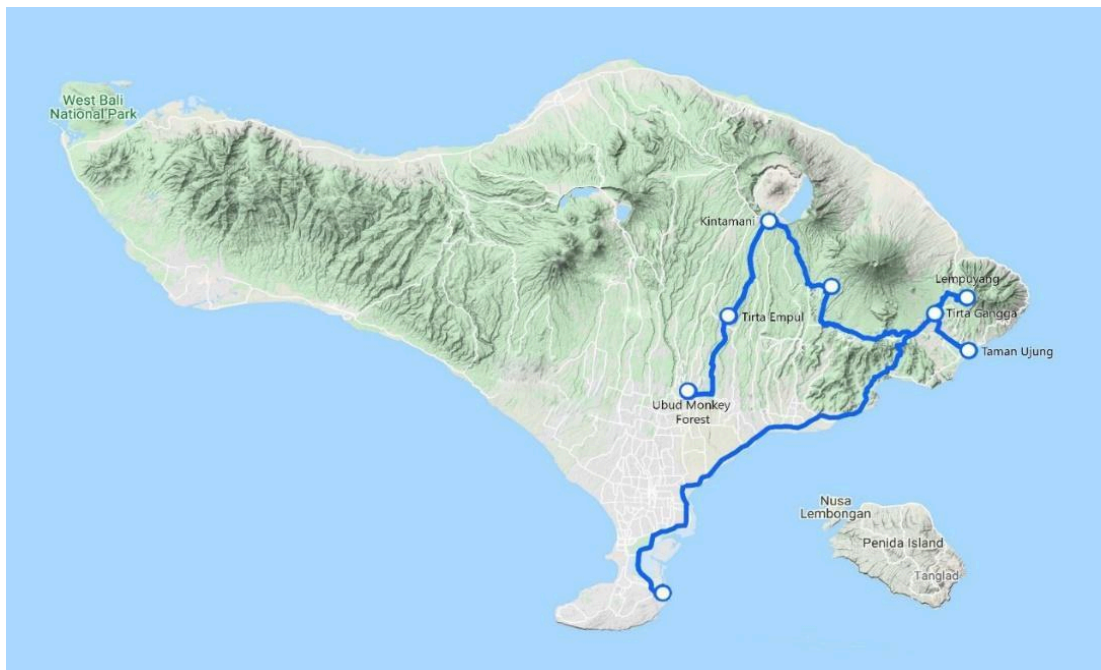 West Bali
National Park
Kintamani
Lempuyang
Tirta Gangga
Tirta Empul
Taman Ujung
Ubud Monkey
Forest
Nusa
Lembongan
Penida Island
Tanglad